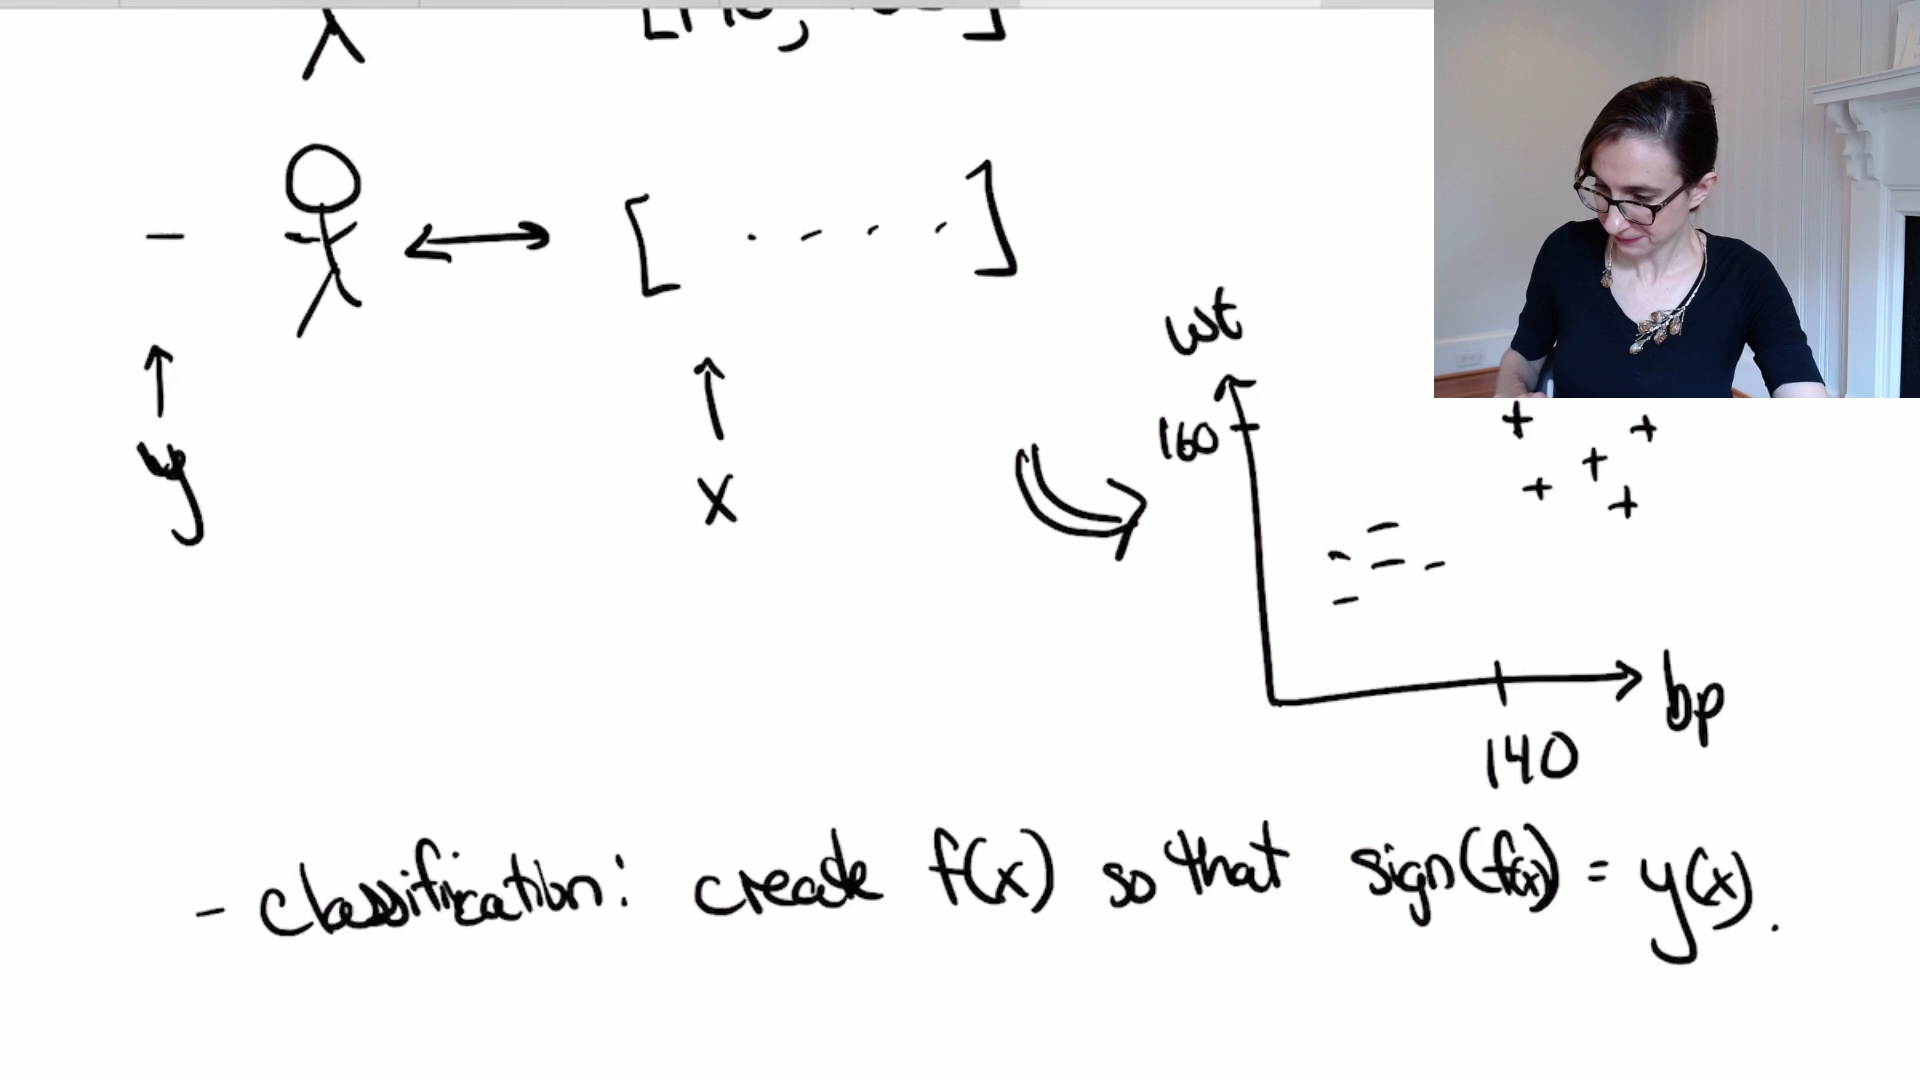 - [ . - - - ]
wt
160
y x
bp
140
- classification: create f(x) so that sign(f(x)) = y(x).